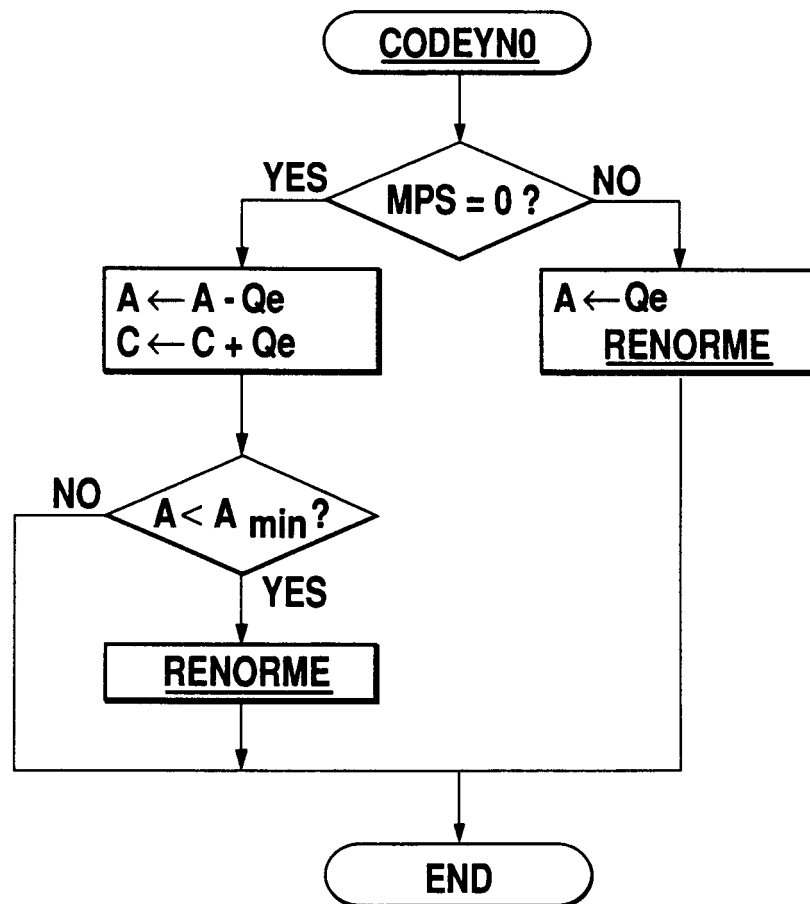 CODEYN0
MPS = 0 ?
YES
NO
A ← A - Qe
C ← C + Qe
A ← Qe
RENORME
A < A min ?
NO
YES
RENORME
END